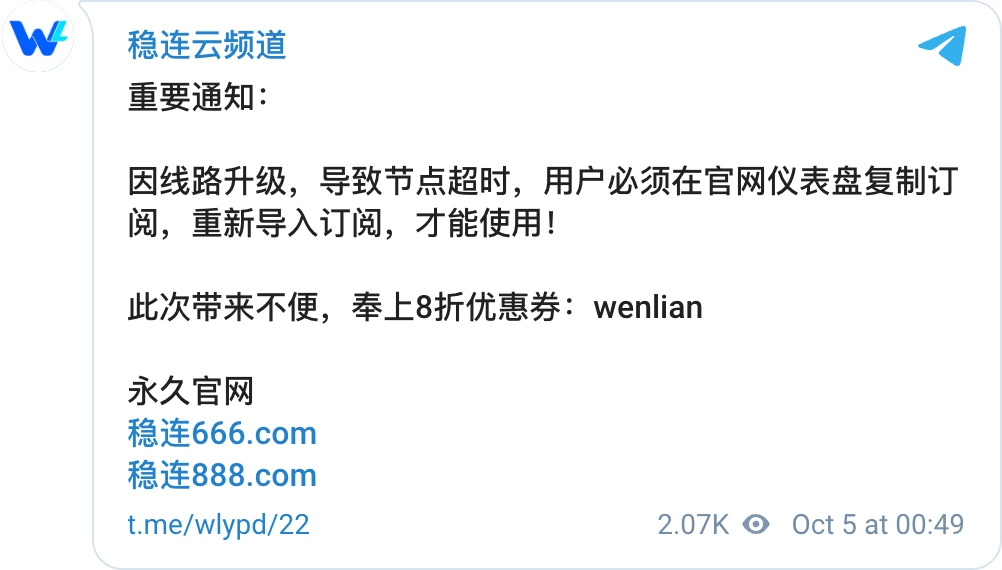 稳连云频道
重要通知：
因线路升级，导致节点超时，用户必须在官网仪表盘复制订
阅，重新导入订阅，才能使用！
此次带来不便，奉上8折优惠券：wenlian
永久官网
稳连666.com
稳连888.com
t.me/wlypd/22 2.07K Oct 5 at 00:49